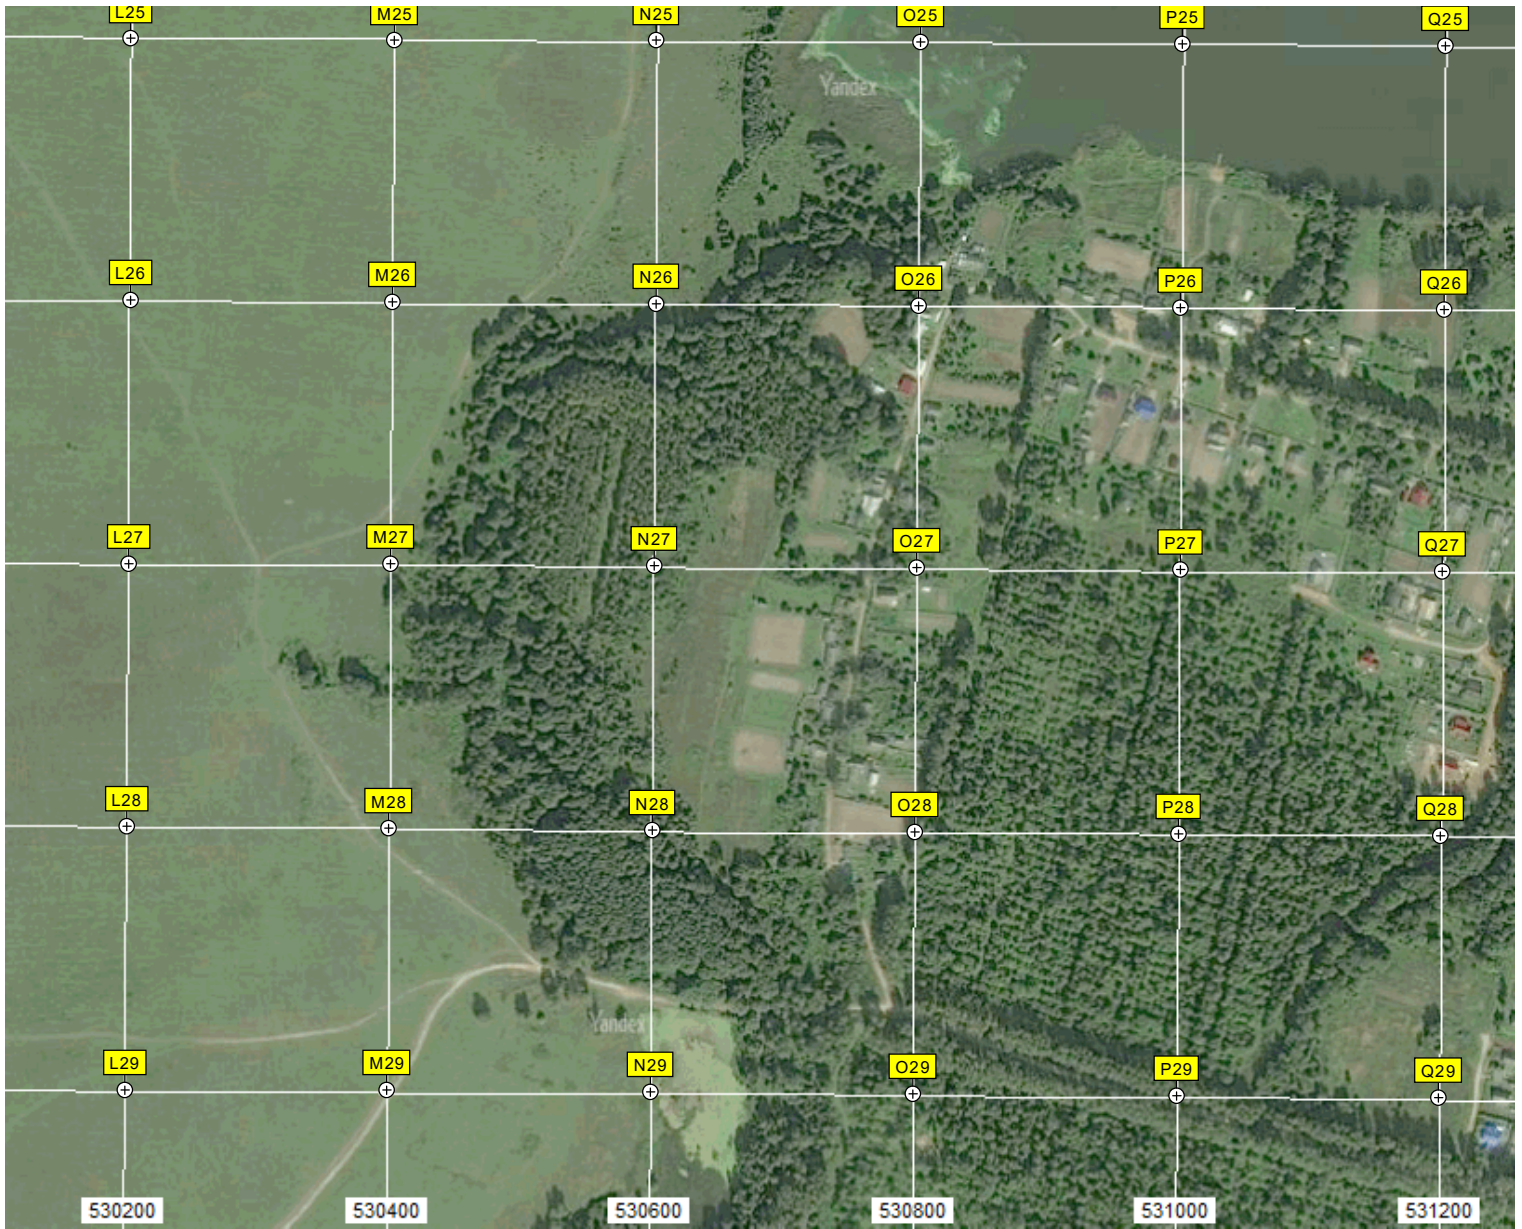 L25 M25 N25 O25 P25 Q25
Yandex
L26 M26 N26 O26 P26 Q26
L27 M27 N27 O27 P27 Q27
L28 M28 N28 O28 P28 Q28
Yandex
L29 M29 N29 O29 P29 Q29
530200 530400 530600 530800 531000 531200